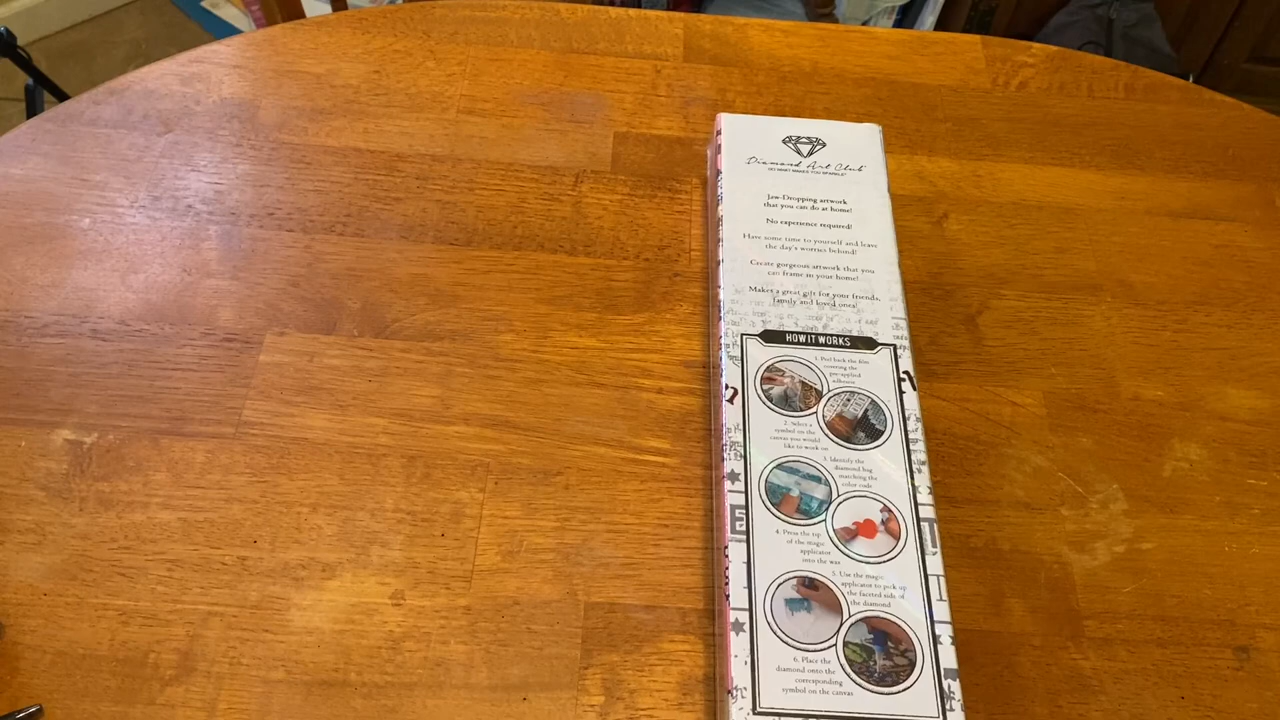 Diamond Art Club
DO WHAT MAKES YOU SPARKLE
Jaw-Dropping artwork
that you can do at home!
No experience required!
Have some time to yourself and leave
the day's worries behind!
Create gorgeous artwork that you
can frame in your home!
Makes a great gift for your friends,
family and loved ones!
HOW IT WORKS
1. Peel back the film
covering the
pre-applied
adhesive
2. Select a
symbol on the
canvas you would
like to work on
3. Identify the
diamond bag
matching the
color code
4. Press the tip
of the magic
applicator
into the wax
5. Use the magic
applicator to pick up
the faceted side of
the diamond
6. Place the
diamond onto the
corresponding
symbol on the canvas